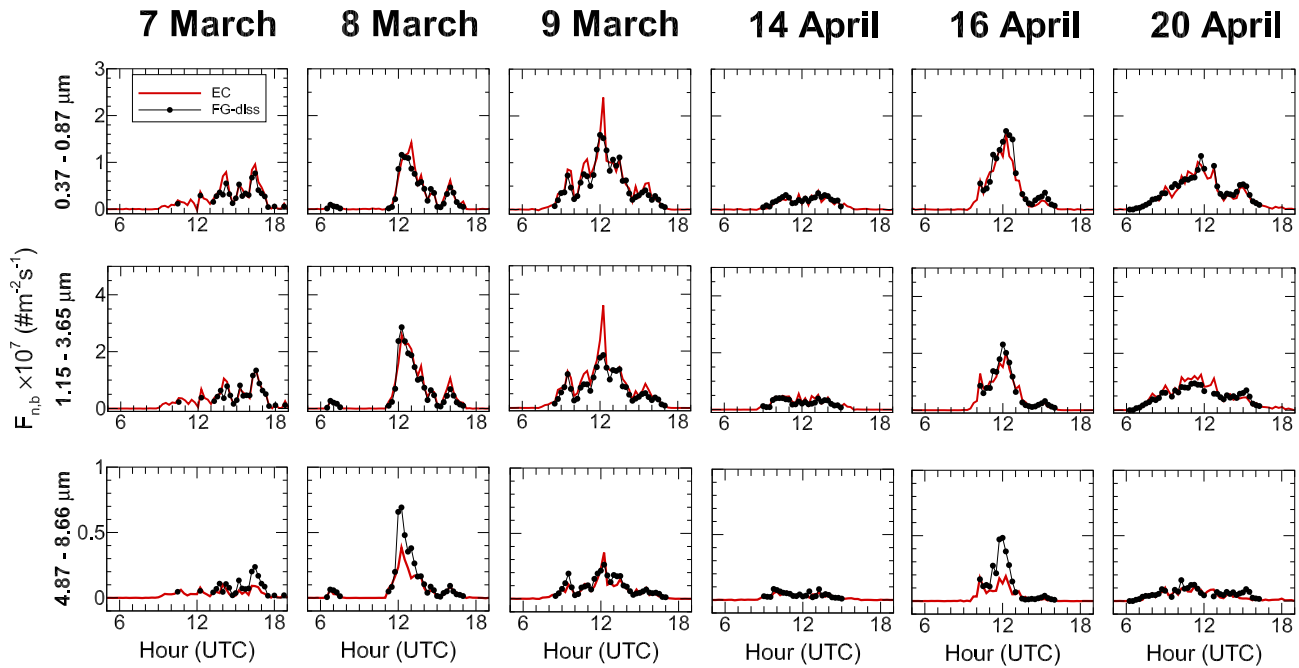 7 March 8 March 9 March 14 April 16 April 20 April
F n,b ×10⁷ (#m⁻²s⁻¹)
0.37 - 0.87 μm
3
2
1
0
EC
FG-diss
6 12 18 6 12 18 6 12 18 6 12 18 6 12 18 6 12 18
1.15 - 3.65 μm
4
2
0
6 12 18 6 12 18 6 12 18 6 12 18 6 12 18 6 12 18
4.87 - 8.66 μm
1
0.5
0
6 12 18 6 12 18 6 12 18 6 12 18 6 12 18 6 12 18
Hour (UTC) Hour (UTC) Hour (UTC) Hour (UTC) Hour (UTC) Hour (UTC)